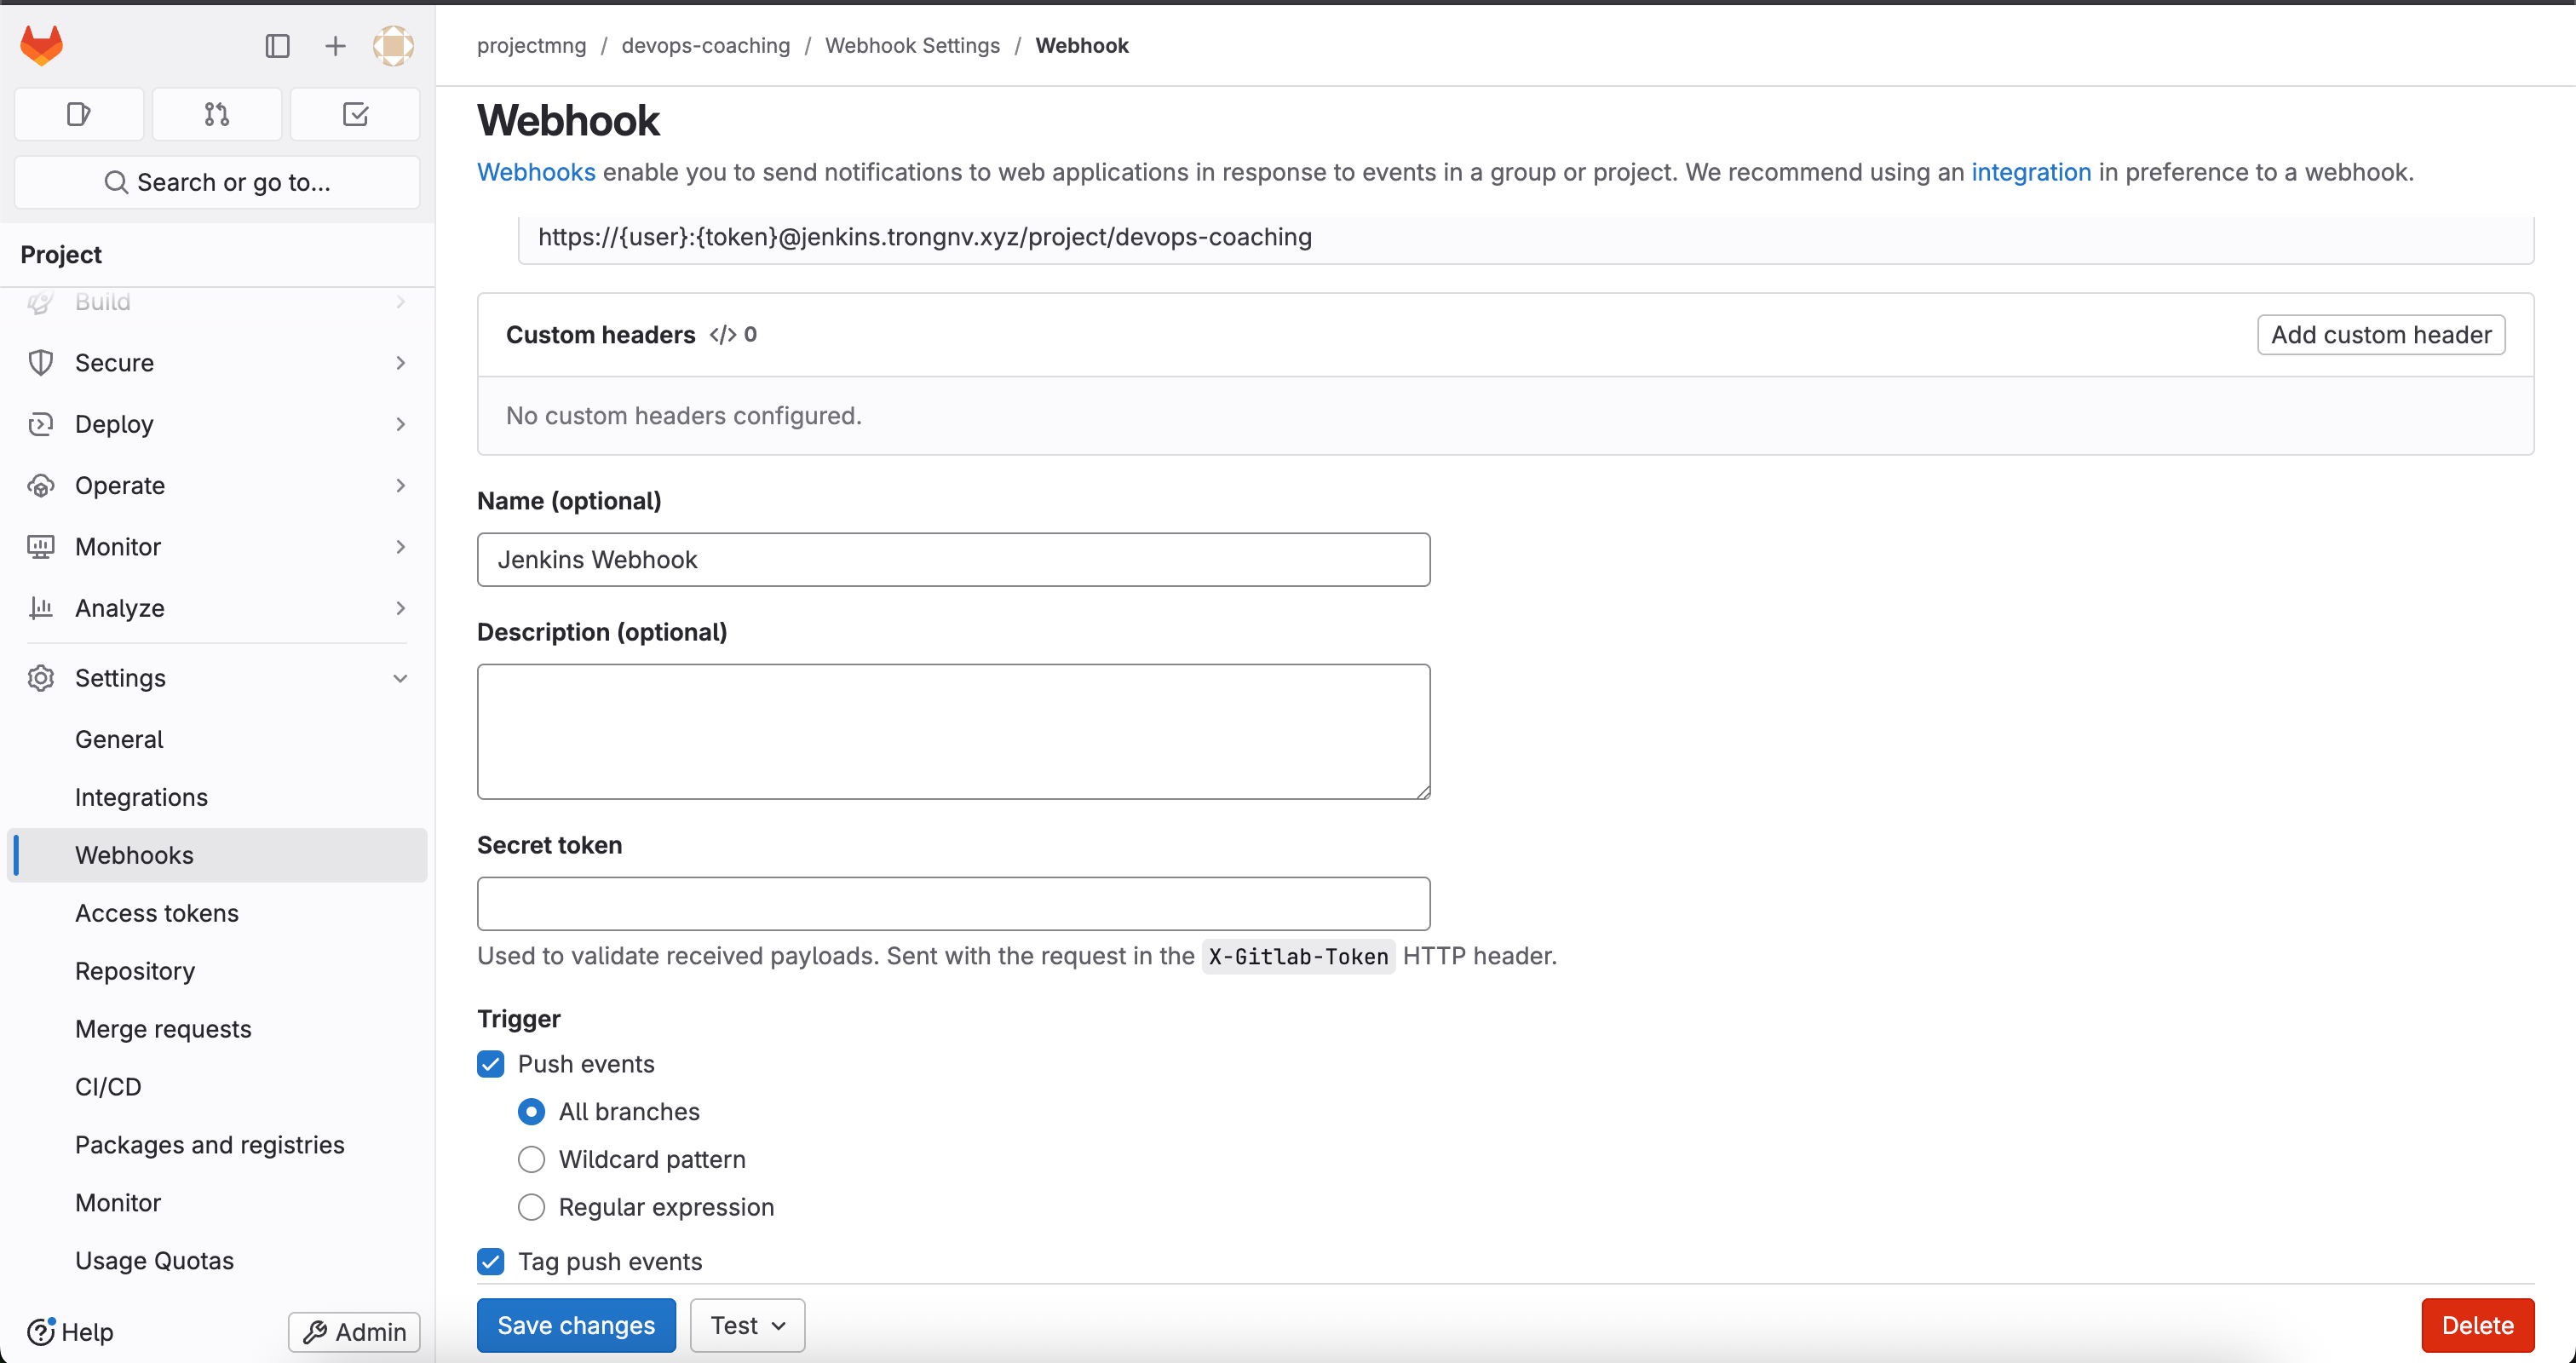 projectmng / devops-coaching / Webhook Settings / Webhook
Search or go to...
Project
Build
Secure
Deploy
Operate
Monitor
Analyze
Settings
General
Integrations
Webhooks
Access tokens
Repository
Merge requests
CI/CD
Packages and registries
Monitor
Usage Quotas
Help
Admin
Webhook
Webhooks enable you to send notifications to web applications in response to events in a group or project. We recommend using an integration in preference to a webhook.
https://{user}:{token}@jenkins.trongnv.xyz/project/devops-coaching
Custom headers </> 0
Add custom header
No custom headers configured.
Name (optional)
Jenkins Webhook
Description (optional)
Secret token
Used to validate received payloads. Sent with the request in the X-Gitlab-Token HTTP header.
Trigger
Push events
All branches
Wildcard pattern
Regular expression
Tag push events
Save changes
Test
Delete